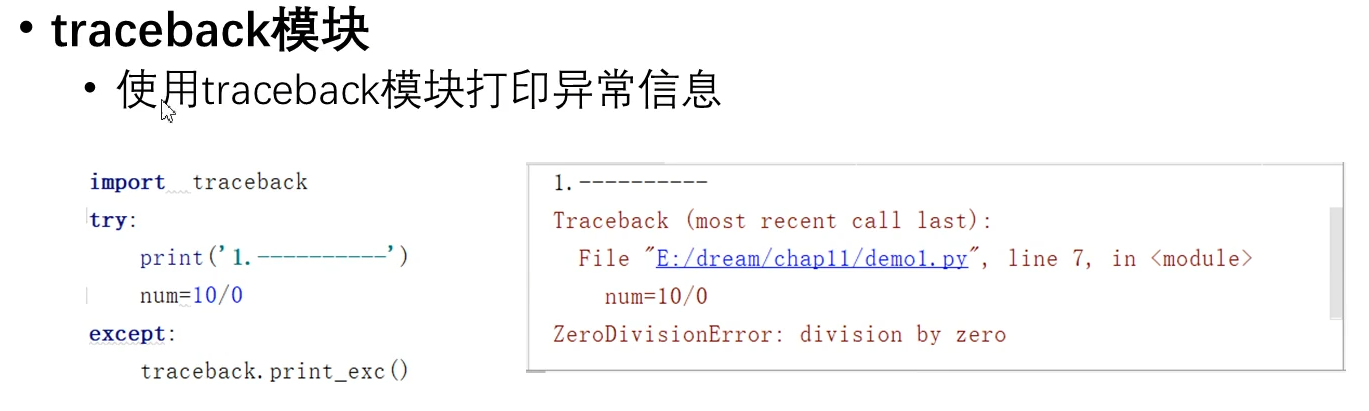 • traceback模块
• 使用traceback模块打印异常信息
import traceback
try:
    print('1.----------')
    num=10/0
except:
    traceback.print_exc()
1.----------
Traceback (most recent call last):
  File "E:/dream/chap11/demo1.py", line 7, in <module>
    num=10/0
ZeroDivisionError: division by zero